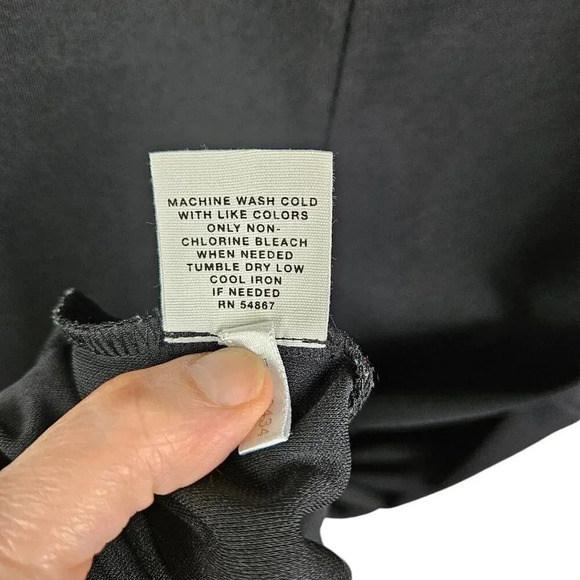 MACHINE WASH COLD
WITH LIKE COLORS
ONLY NON-
CHLORINE BLEACH
WHEN NEEDED
TUMBLE DRY LOW
COOL IRON
IF NEEDED
RN 54867
434